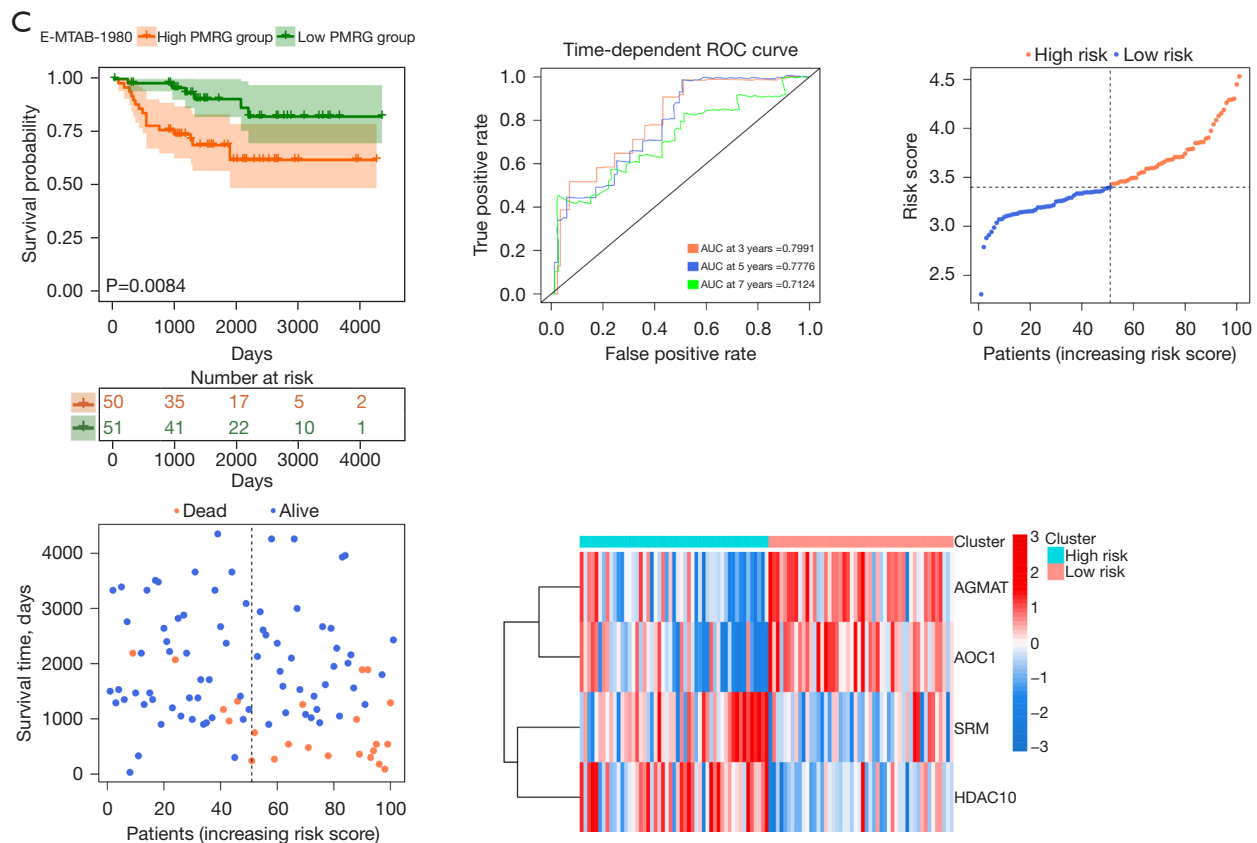 C
E-MTAB-1980 High PMRG group Low PMRG group
Survival probability
1.00
0.75
0.50
0.25
0.00
P=0.0084
0 1000 2000 3000 4000
Days
Number at risk
50 35 17 5 2
51 41 22 10 1
0 1000 2000 3000 4000
Days
Time-dependent ROC curve
True positive rate
1.0
0.8
0.6
0.4
0.2
0.0
AUC at 3 years =0.7991
AUC at 5 years =0.7776
AUC at 7 years =0.7124
0.0 0.2 0.4 0.6 0.8 1.0
False positive rate
High risk Low risk
Risk score
4.5
4.0
3.5
3.0
2.5
0 20 40 60 80 100
Patients (increasing risk score)
Dead Alive
Survival time, days
4000
3000
2000
1000
0
0 20 40 60 80 100
Patients (increasing risk score)
Cluster
AGMAT
AOC1
SRM
HDAC10
3
2
1
0
−1
−2
−3
Cluster
High risk
Low risk